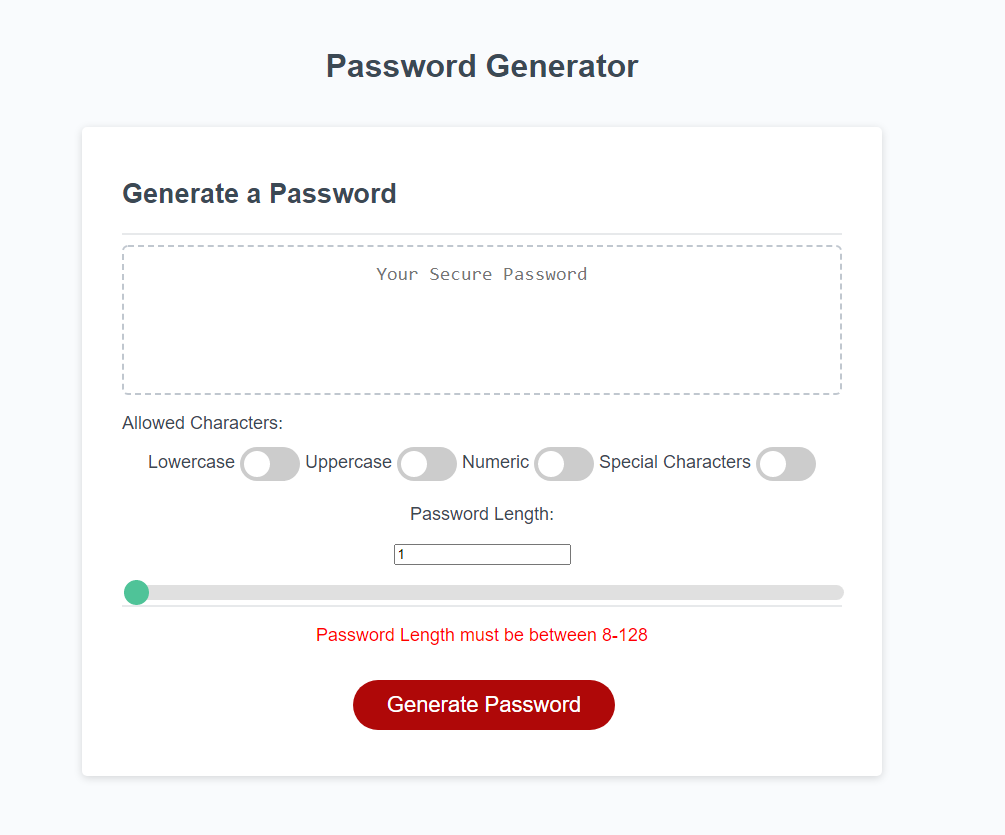 Password Generator
Generate a Password
Your Secure Password
Allowed Characters:
Lowercase Uppercase Numeric Special Characters
Password Length:
1
Password Length must be between 8-128
Generate Password